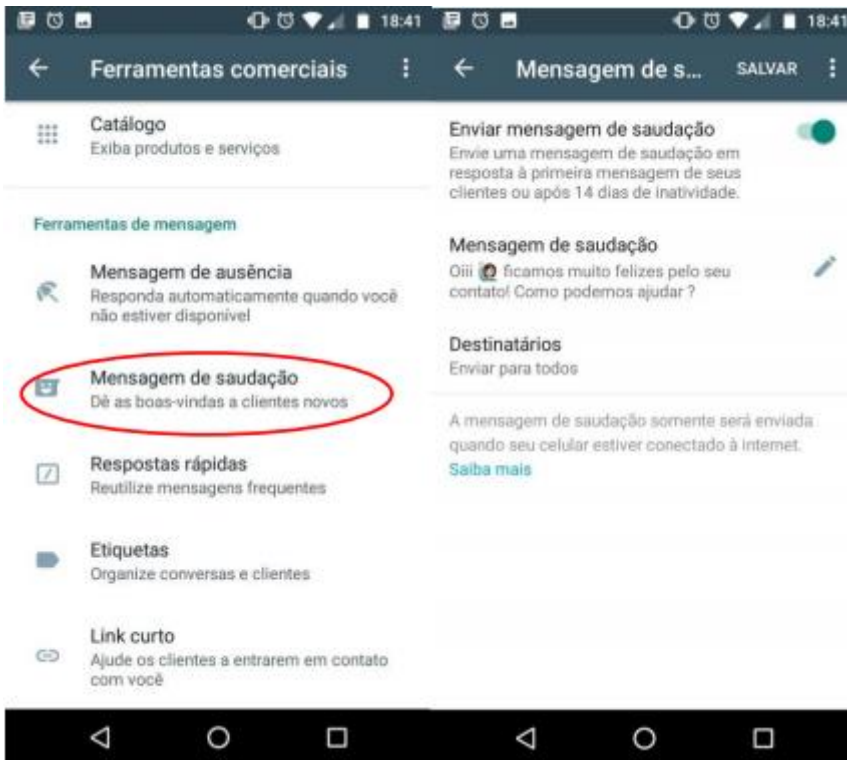 18:41
Ferramentas comerciais
Catálogo
Exiba produtos e serviços
Ferramentas de mensagem
Mensagem de ausência
Responda automaticamente quando você
não estiver disponível
Mensagem de saudação
Dê as boas-vindas a clientes novos
Respostas rápidas
Reutilize mensagens frequentes
Etiquetas
Organize conversas e clientes
Link curto
Ajude os clientes a entrarem em contato
com você
18:41
Mensagem de s... SALVAR
Enviar mensagem de saudação
Envie uma mensagem de saudação em
resposta à primeira mensagem de seus
clientes ou após 14 dias de inatividade.
Mensagem de saudação
Oiii 🙋🏻‍♀️ ficamos muito felizes pelo seu
contato! Como podemos ajudar ?
Destinatários
Enviar para todos
A mensagem de saudação somente será enviada
quando seu celular estiver conectado à internet.
Saiba mais